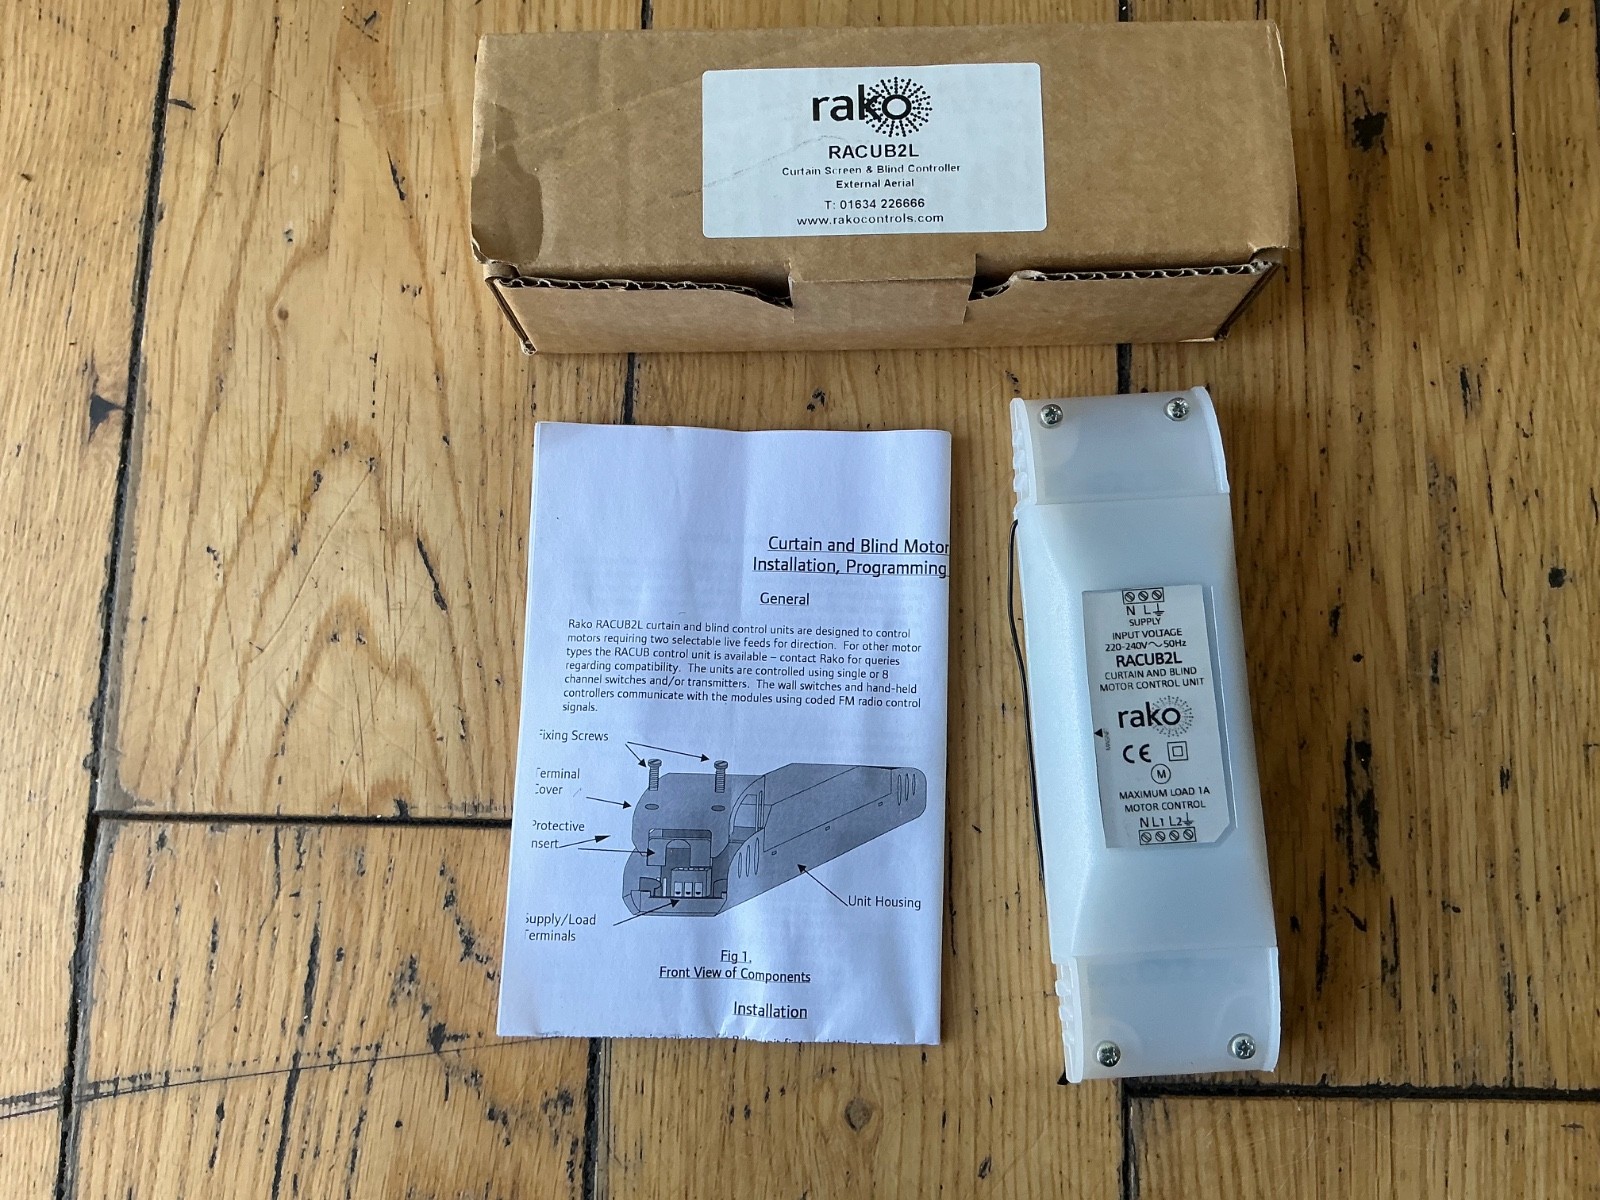 rako
RACUB2L
Curtain Screen & Blind Controller
External Aerial
T: 01634 226666
www.rakocontrols.com
Curtain and Blind Motor
Installation, Programming
General
Rako RACUB2L curtain and blind control units are designed to control
motors requiring two selectable live feeds for direction. For other motor
types the RACUB control unit is available – contact Rako for queries
regarding compatibility. The units are controlled using single or 8
channel switches and/or transmitters. The wall switches and hand-held
controllers communicate with the modules using coded FM radio control
signals.
Fixing Screws
Terminal
Cover
Protective
Insert
Supply/Load
Terminals
Unit Housing
Fig 1.
Front View of Components
Installation
N L
SUPPLY
INPUT VOLTAGE
220-240V～50Hz
RACUB2L
CURTAIN AND BLIND
MOTOR CONTROL UNIT
rako
CE
M
MAXIMUM LOAD 1A
MOTOR CONTROL
N L1 L2